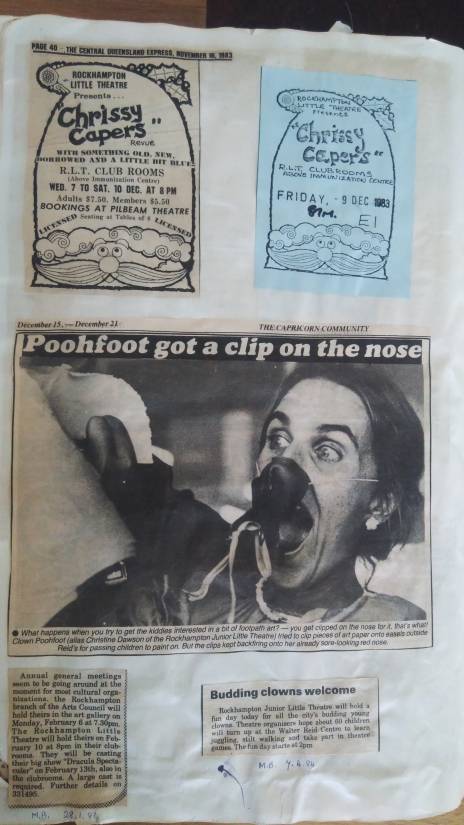 PAGE 40 — THE CENTRAL QUEENSLAND EXPRESS, NOVEMBER 16, 1983
ROCKHAMPTON
LITTLE THEATRE
Presents...
"Chrissy
Capers"
REVUE
WITH SOMETHING OLD, NEW,
BORROWED AND A LITTLE BIT BLUE
R.L.T. CLUB ROOMS
(Above Immunization Centre)
WED. 7 TO SAT. 10 DEC. AT 8 PM
Adults $7.50, Members $5.50
BOOKINGS AT PILBEAM THEATRE
LICENSED Seating at Tables of 8 LICENSED
ROCKHAMPTON
LITTLE THEATRE
PRESENTS
"Chrissy
Capers"
R.L.T. CLUBROOMS
ABOVE IMMUNIZATION CENTRE
FRIDAY, - 9 DEC 1983
8PM. E1
December 15, — December 21 THE CAPRICORN COMMUNITY
Poohfoot got a clip on the nose
● What happens when you try to get the kiddies interested in a bit of footpath art? — you get clipped on the nose for it, that's what!
Clown Poohfoot (alias Christine Dawson of the Rockhampton Junior Little Theatre) tried to clip pieces of art paper onto easels outside
Reid's for passing children to paint on. But the clips kept backfiring onto her already sore-looking red nose.
Annual general meetings
seem to be going around at the
moment for most cultural orga-
nizations. the Rockhampton
branch of the Arts Council will
hold theirs in the art gallery on
Monday, February 6 at 7.30pm.
The Rockhampton Little
Theatre will hold theirs on Feb-
ruary 10 at 8pm in their club-
rooms. They will be casting
their big show "Dracula Specta-
cular" on February 13th, also in
the clubrooms. A large cast is
required. Further details on
331495.
M.B. 28.1.84
Budding clowns welcome
Rockhampton Junior Little Theatre will hold a
fun day today for all the city's budding young
clowns. Theatre organisers hope about 60 children
will turn up at the Walter Reid Centre to learn
juggling, stilt walking and take part in theatre
games. The fun day starts at 2pm.
M.B. 7.4.84